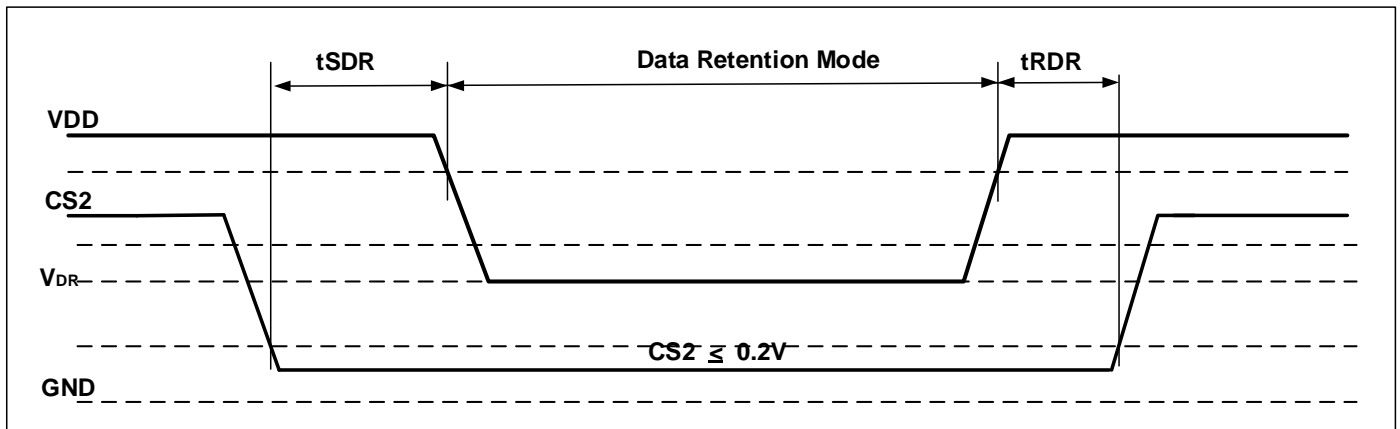 tSDR
Data Retention Mode
tRDR
VDD
CS2
VDR
CS2 ≤ 0.2V
GND